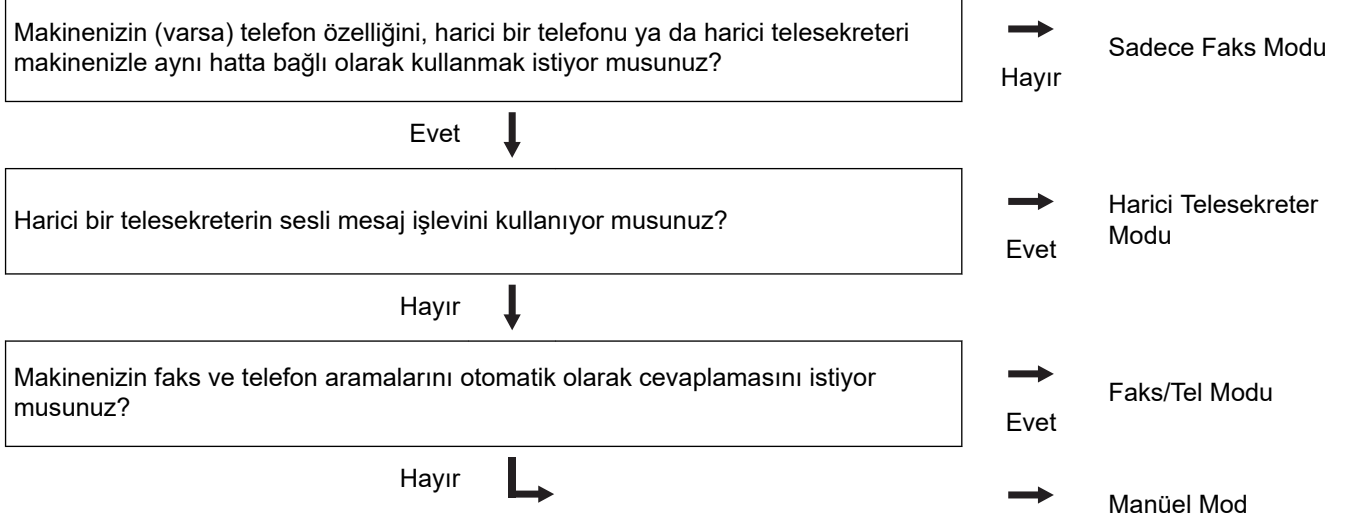 Makinenizin (varsa) telefon özelliğini, harici bir telefonu ya da harici telesekreteri
makinenizle aynı hatta bağlı olarak kullanmak istiyor musunuz?
Hayır
Sadece Faks Modu
Evet
Harici bir telesekreterin sesli mesaj işlevini kullanıyor musunuz?
Evet
Harici Telesekreter
Modu
Hayır
Makinenizin faks ve telefon aramalarını otomatik olarak cevaplamasını istiyor
musunuz?
Evet
Faks/Tel Modu
Hayır
Manüel Mod